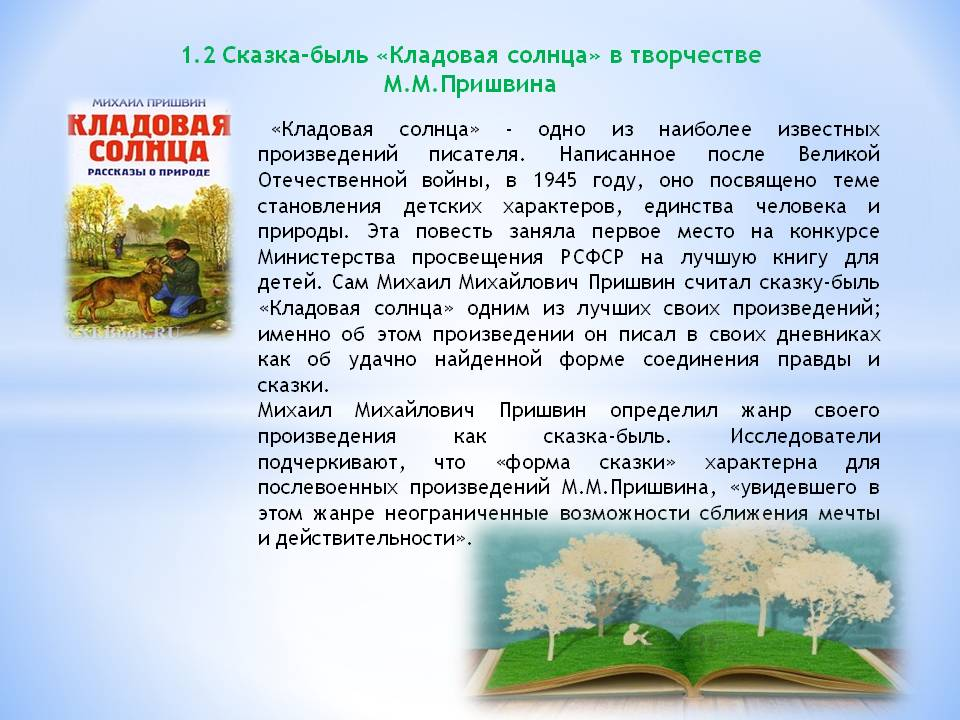 1.2 Сказка-быль «Кладовая солнца» в творчестве
М.М.Пришвина
МИХАИЛ ПРИШВИН
КЛАДОВАЯ
СОЛНЦА
РАССКАЗЫ О ПРИРОДЕ
«Кладовая солнца» - одно из наиболее известных
произведений писателя. Написанное после Великой
Отечественной войны, в 1945 году, оно посвящено теме
становления детских характеров, единства человека и
природы. Эта повесть заняла первое место на конкурсе
Министерства просвещения РСФСР на лучшую книгу для
детей. Сам Михаил Михайлович Пришвин считал сказку-быль
«Кладовая солнца» одним из лучших своих произведений;
именно об этом произведении он писал в своих дневниках
как об удачно найденной форме соединения правды и
сказки.
Михаил Михайлович Пришвин определил жанр своего
произведения как сказка-быль. Исследователи
подчеркивают, что «форма сказки» характерна для
послевоенных произведений М.М.Пришвина, «увидевшего в
этом жанре неограниченные возможности сближения мечты
и действительности».